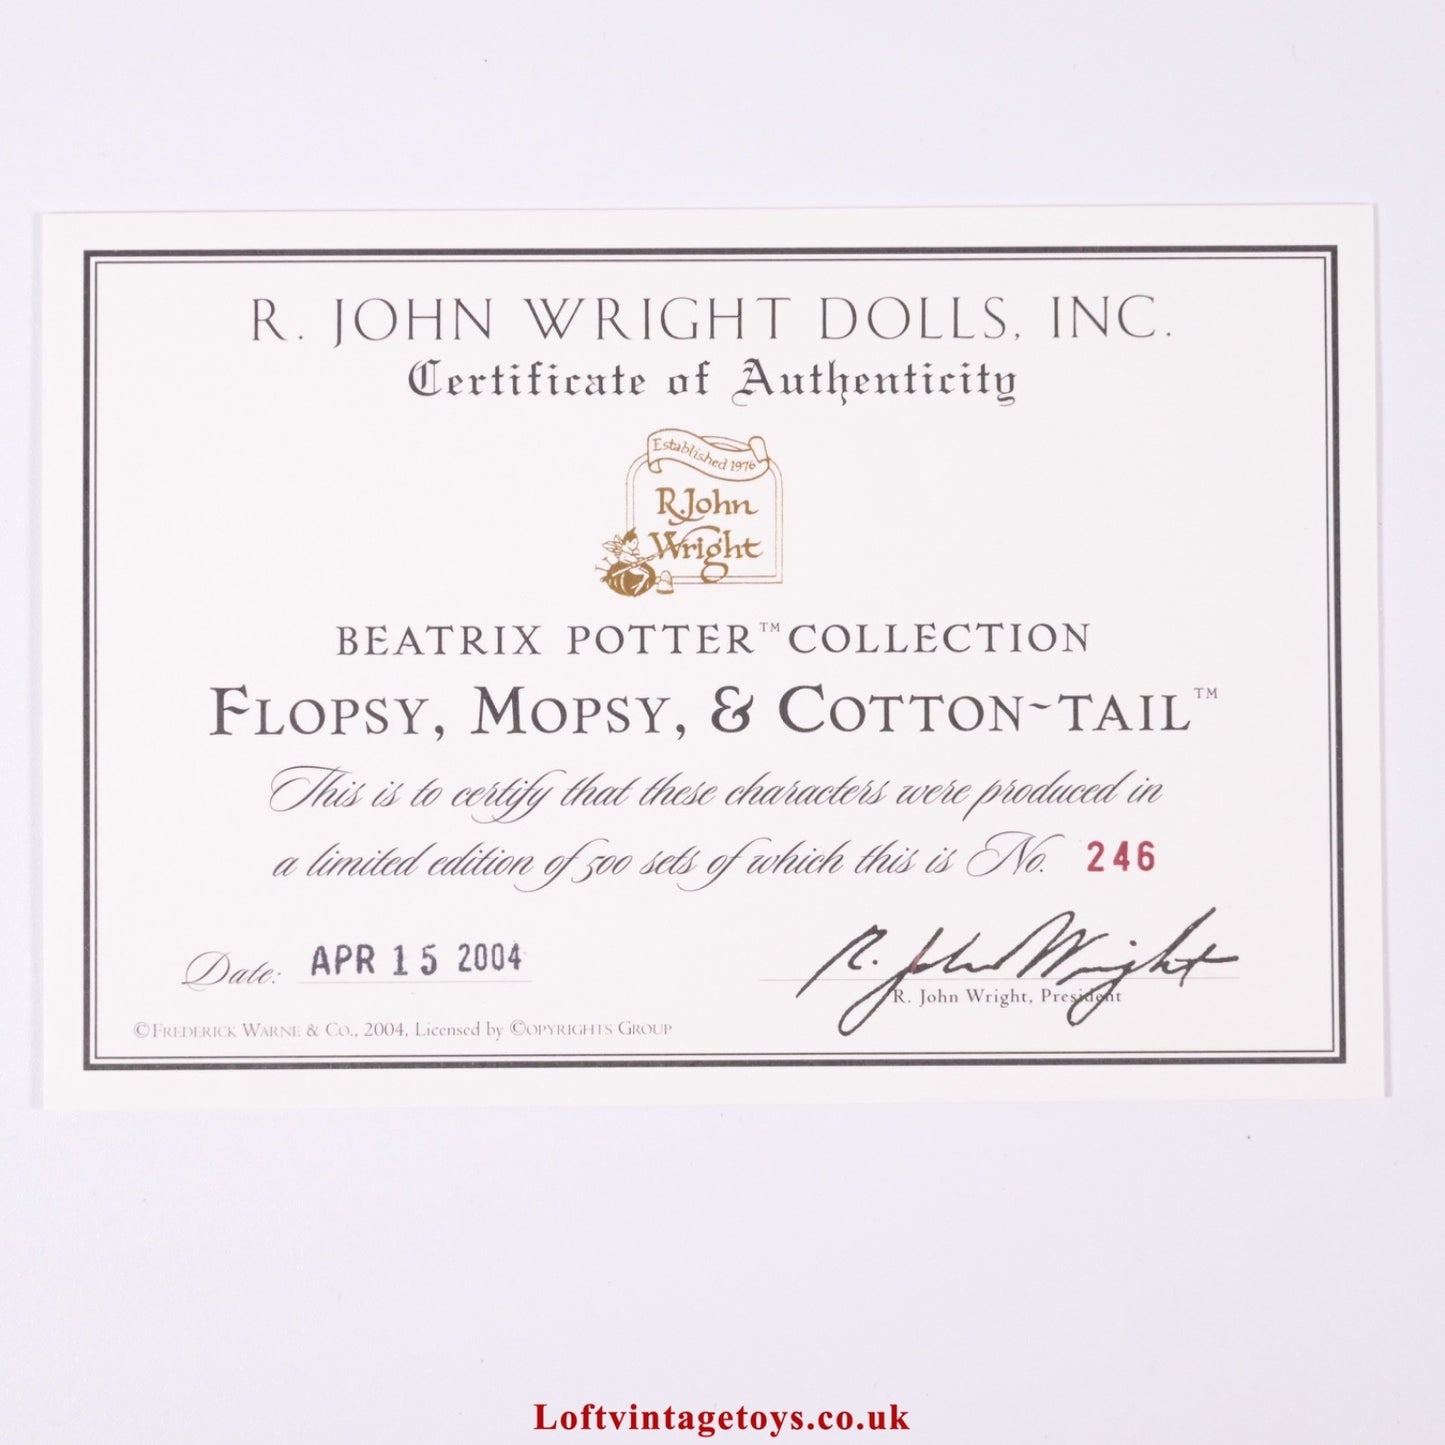 R. JOHN WRIGHT DOLLS, INC.
Certificate of Authenticity
Established 1976
R. John
Wright
BEATRIX POTTER™ COLLECTION
FLOPSY, MOPSY, & COTTON~TAIL™
This is to certify that these characters were produced in
a limited edition of 500 sets of which this is No. 246
Date: APR 15 2004
R. John Wright
R. John Wright, President
©FREDERICK WARNE & CO., 2004, Licensed by ©OPYRIGHTS GROUP
Loftvintagetoys.co.uk